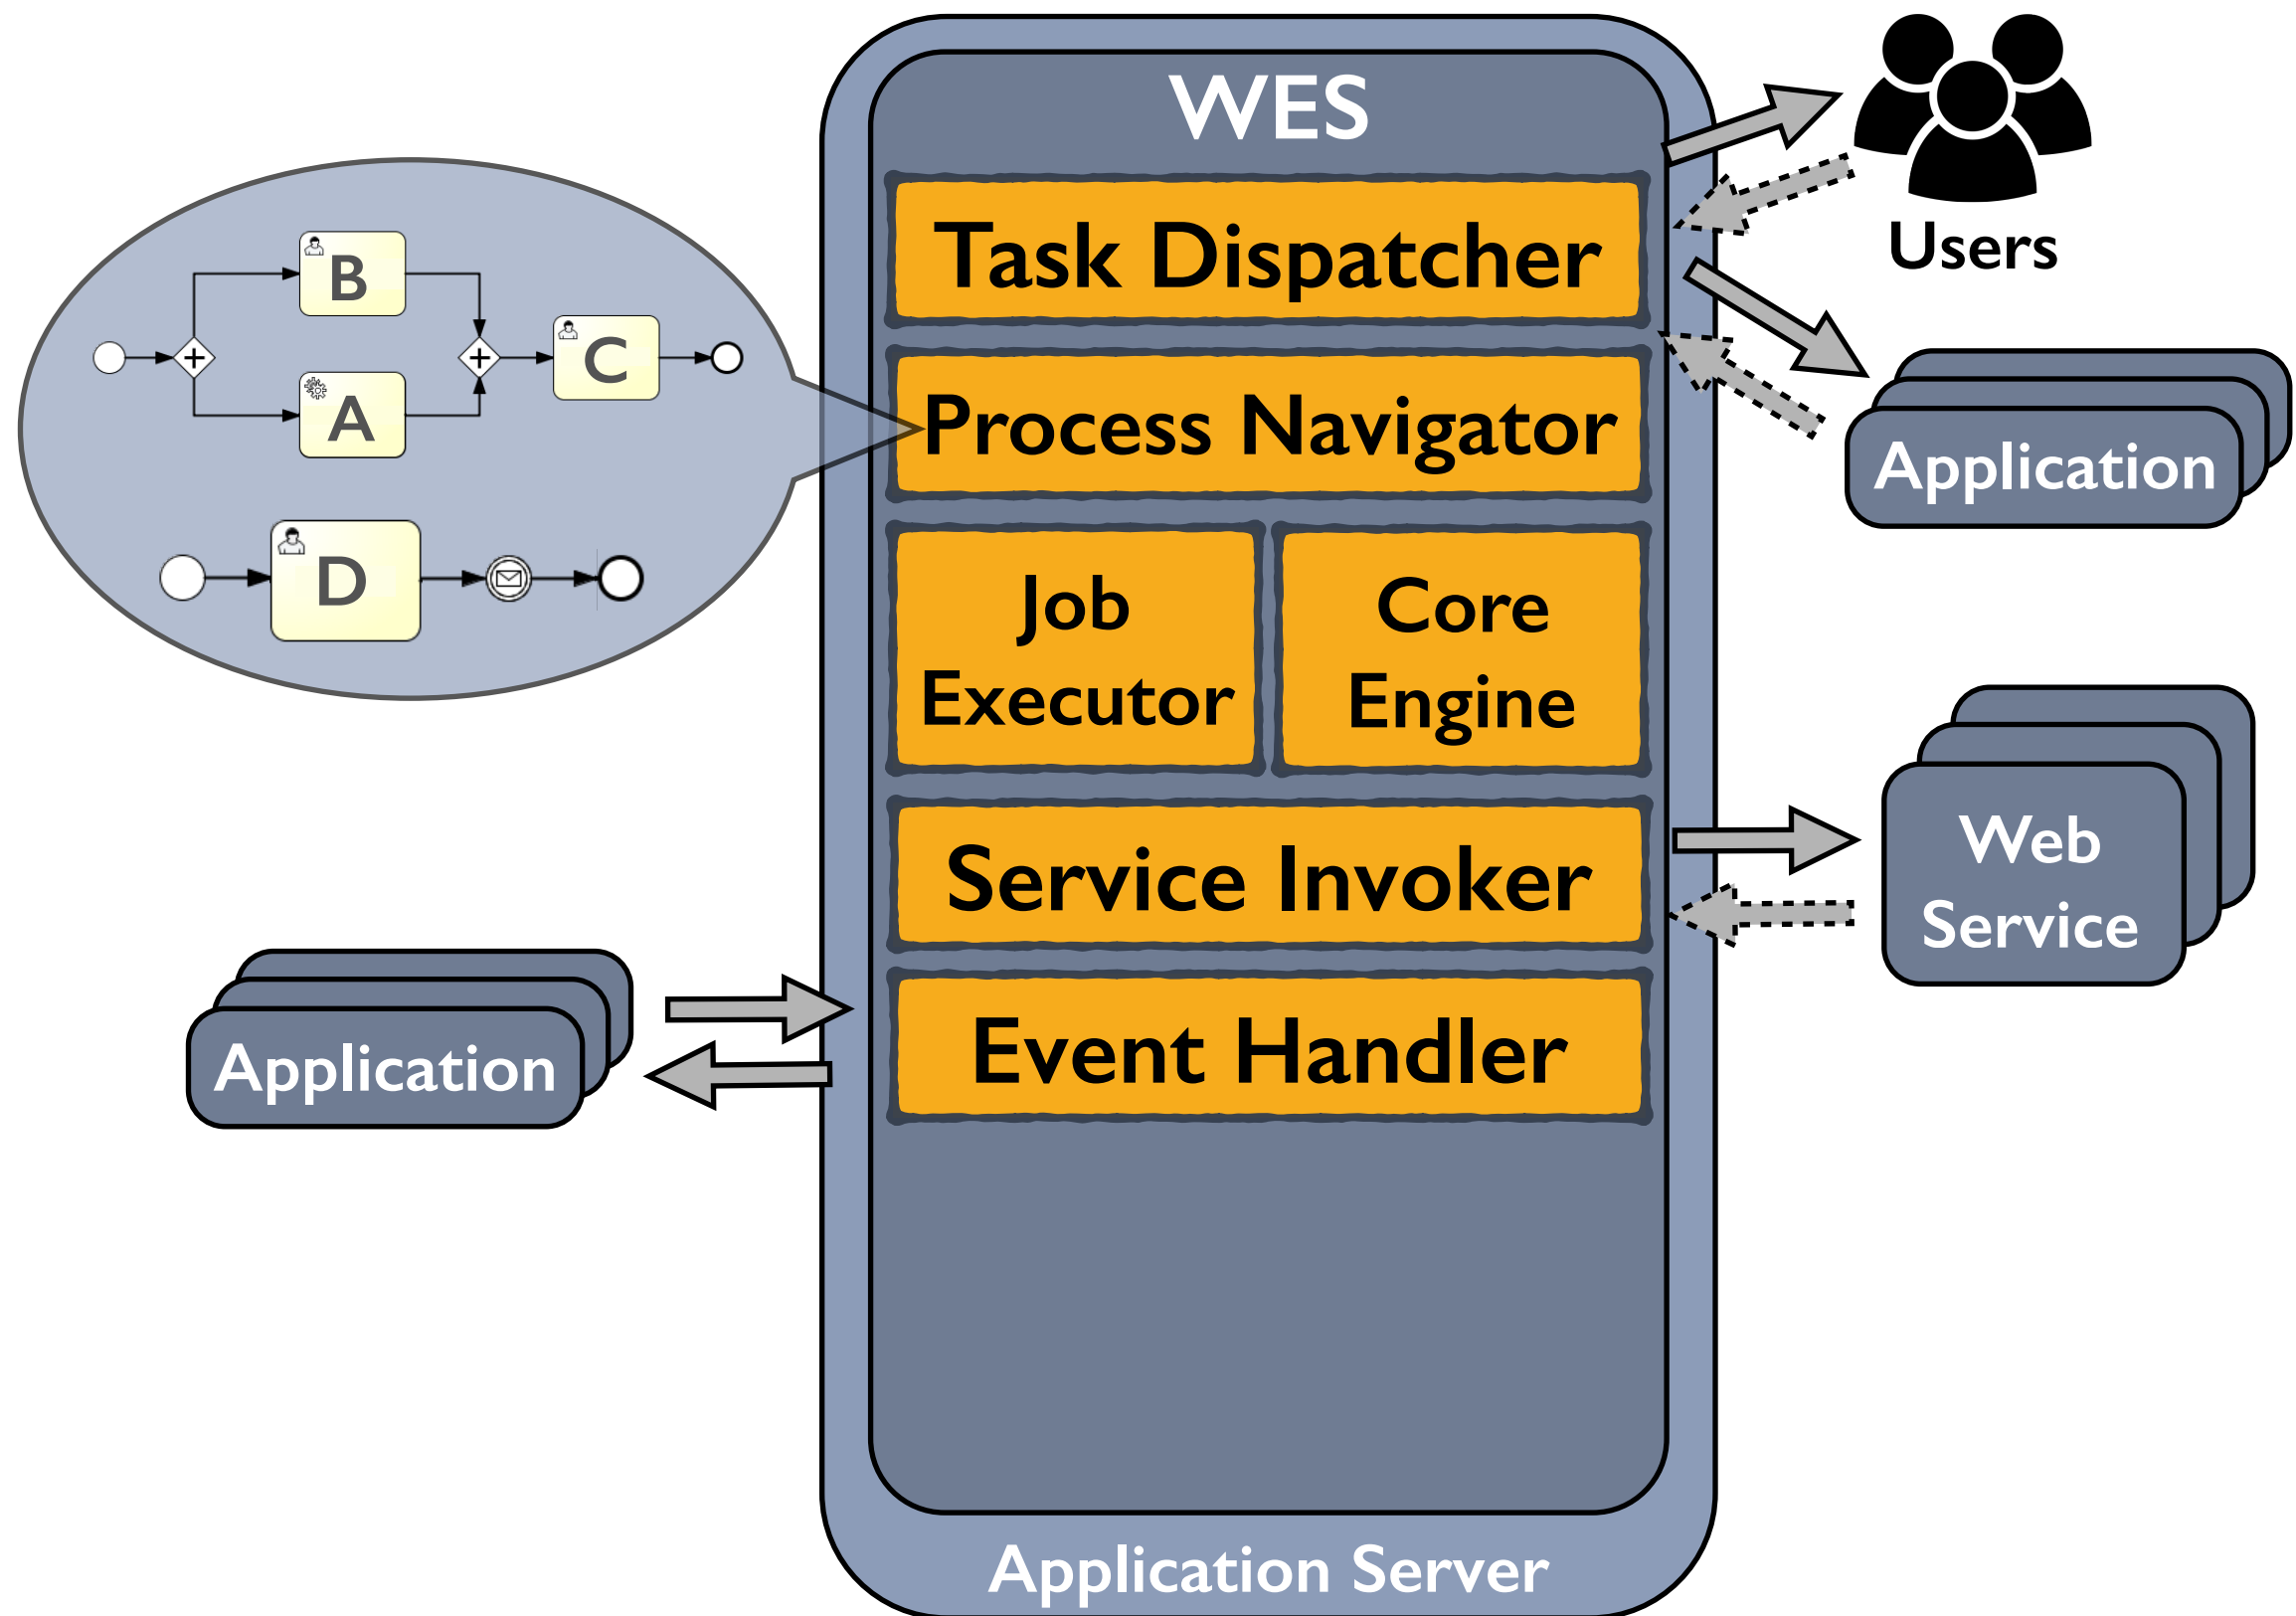 WES
Task Dispatcher
Users
B
C
A
Process Navigator
Application
D
Job
Executor
Core
Engine
Web
Service
Service Invoker
Application
Event Handler
Application Server